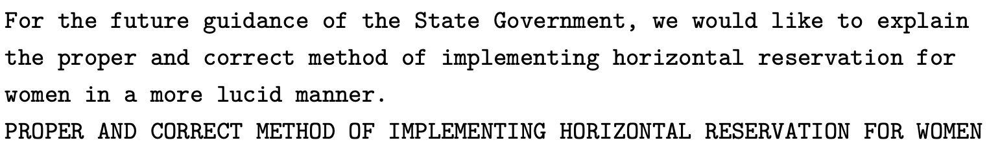 For the future guidance of the State Government, we would like to explain
the proper and correct method of implementing horizontal reservation for
women in a more lucid manner.
PROPER AND CORRECT METHOD OF IMPLEMENTING HORIZONTAL RESERVATION FOR WOMEN